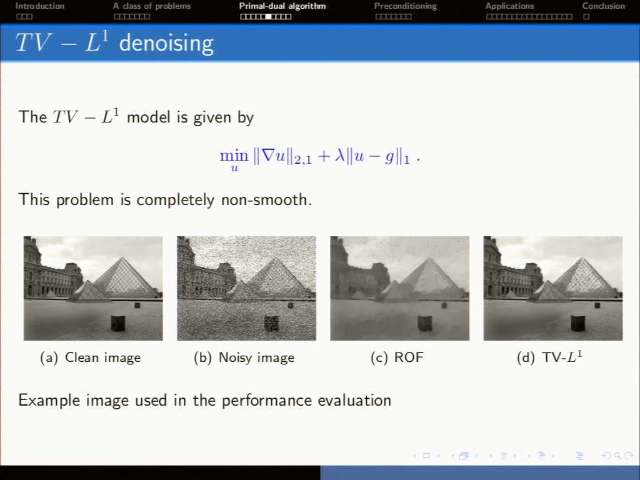 Introduction A class of problems Primal-dual algorithm Preconditioning Applications Conclusion
TV − L¹ denoising
The TV − L¹ model is given by
min_u ‖∇u‖₂,₁ + λ‖u − g‖₁ .
This problem is completely non-smooth.
(a) Clean image (b) Noisy image (c) ROF (d) TV-L¹
Example image used in the performance evaluation